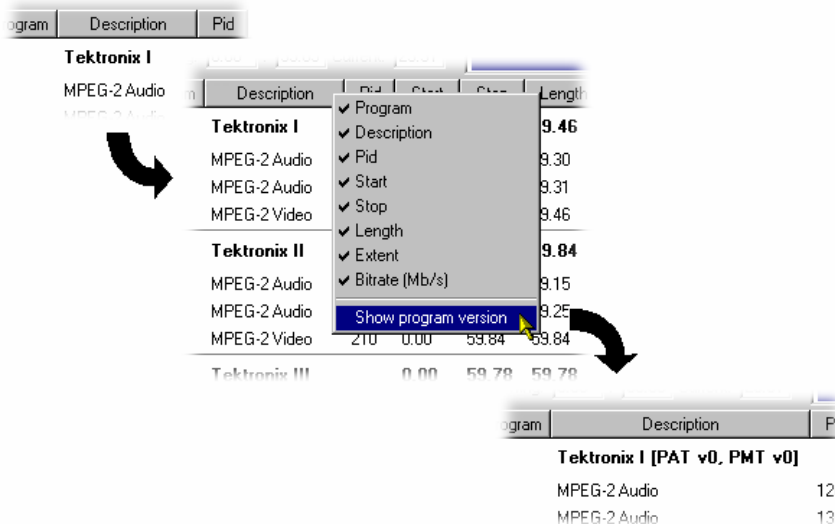 ogram Description Pid
Tektronix I
MPEG-2 Audio
MPEG-2 Audio
Description Pid Start Stop Length
Tektronix I 9.46
MPEG-2 Audio 9.30
MPEG-2 Audio 9.31
MPEG-2 Video 9.46
Tektronix II 9.84
MPEG-2 Audio 9.15
MPEG-2 Audio 9.25
MPEG-2 Video 210 0.00 59.84 59.84
Tektronix III 0.00 59.78 59.78
Program
Description
Pid
Start
Stop
Length
Extent
Bitrate (Mb/s)
Show program version
ogram Description P
Tektronix I [PAT v0, PMT v0]
MPEG-2 Audio 12
MPEG-2 Audio 13